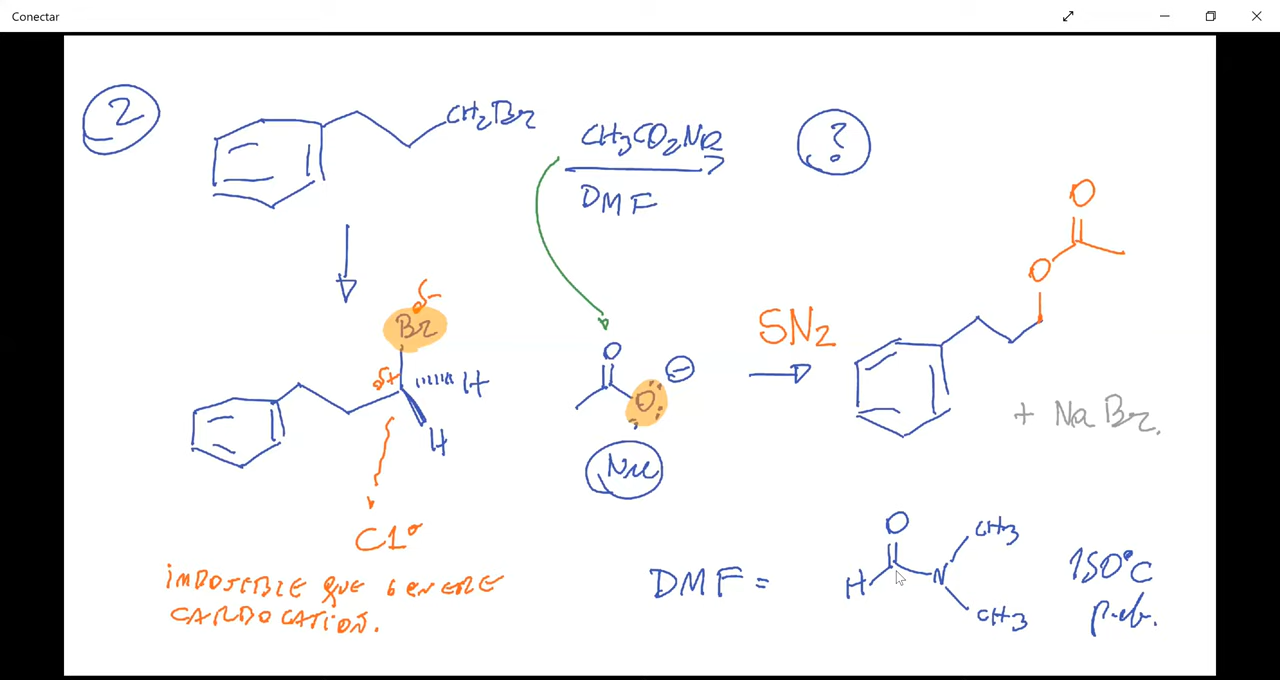 Conectar
2
CH2Br
CH3CO2Na
DMF
?
O
O
Br δ-
δ+
H
H
O
O -
Nu
SN2
+ NaBr.
C1°
IMPOSIBLE QUE GENERE
CARBOCATION.
DMF =
O
H
N
CH3
CH3
150°C
p.eb.